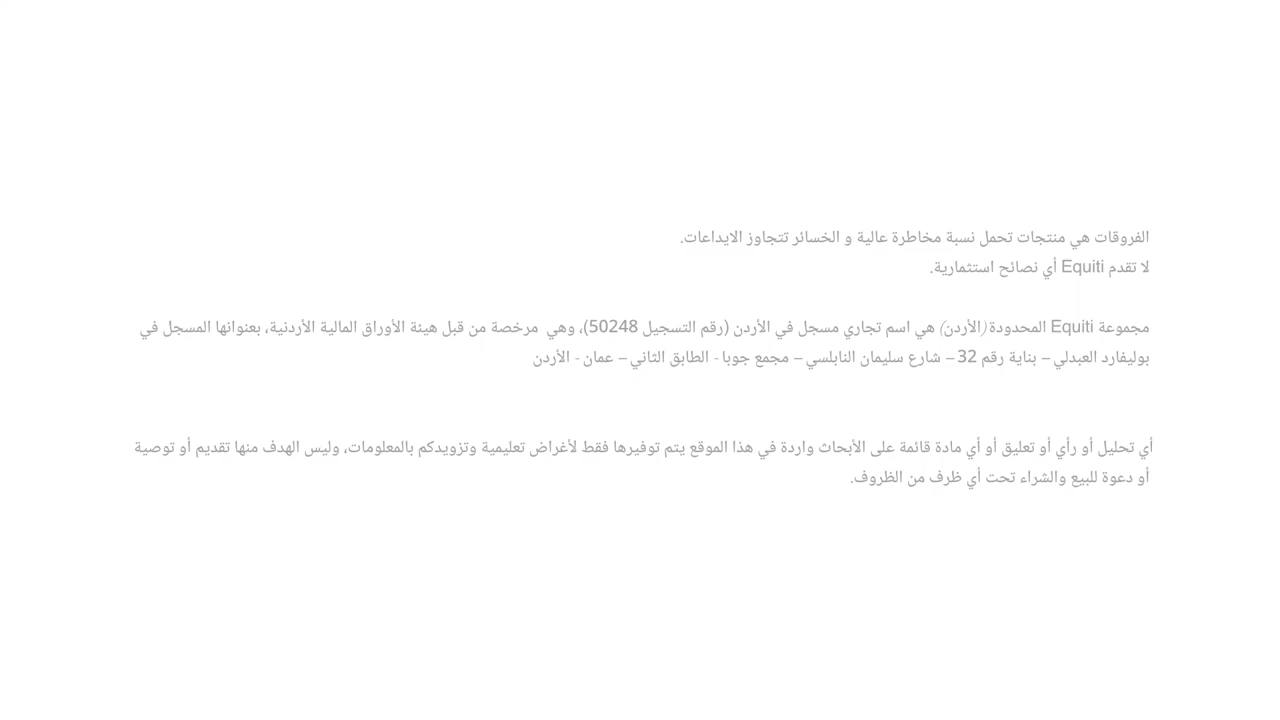 الفروقات هي منتجات تحمل نسبة مخاطرة عالية و الخسائر تتجاوز الايداعات.
لا تقدم Equiti أي نصائح استثمارية.
مجموعة Equiti المحدودة (الأردن) هي اسم تجاري مسجل في الأردن (رقم التسجيل 50248)، وهي مرخصة من قبل هيئة الأوراق المالية الأردنية، بعنوانها المسجل في
بوليفارد العبدلي – بناية رقم 32 – شارع سليمان النابلسي – مجمع جوبا - الطابق الثاني – عمان - الأردن
أي تحليل أو رأي أو تعليق أو أي مادة قائمة على الأبحاث واردة في هذا الموقع يتم توفيرها فقط لأغراض تعليمية وتزويدكم بالمعلومات، وليس الهدف منها تقديم أو توصية
أو دعوة للبيع والشراء تحت أي ظرف من الظروف.